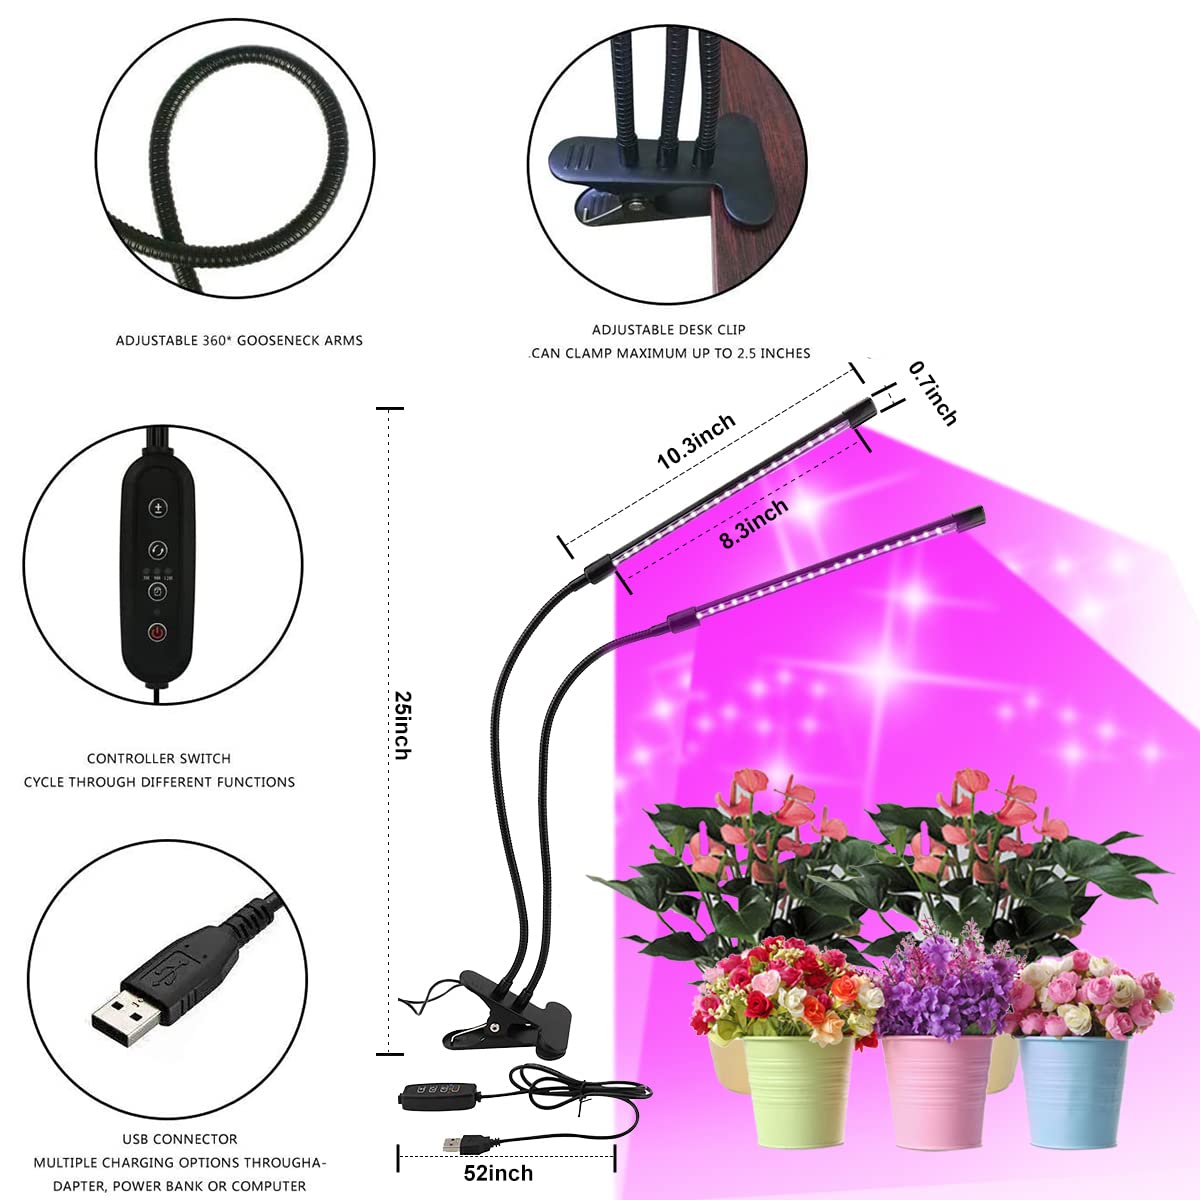 ADJUSTABLE 360* GOOSENECK ARMS
ADJUSTABLE DESK CLIP
.CAN CLAMP MAXIMUM UP TO 2.5 INCHES
0.7inch
10.3inch
8.3inch
25inch
CONTROLLER SWITCH
CYCLE THROUGH DIFFERENT FUNCTIONS
USB CONNECTOR
MULTIPLE CHARGING OPTIONS THROUGHA-
DAPTER, POWER BANK OR COMPUTER
52inch